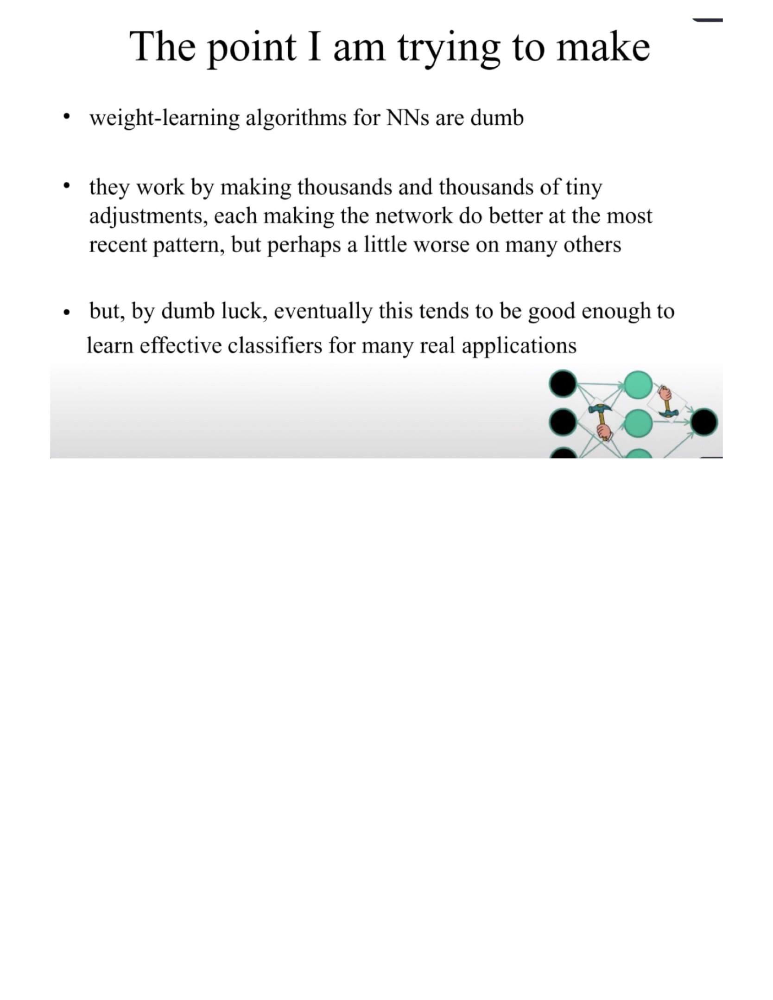 The point I am trying to make
• weight-learning algorithms for NNs are dumb
• they work by making thousands and thousands of tiny
adjustments, each making the network do better at the most
recent pattern, but perhaps a little worse on many others
• but, by dumb luck, eventually this tends to be good enough to
learn effective classifiers for many real applications